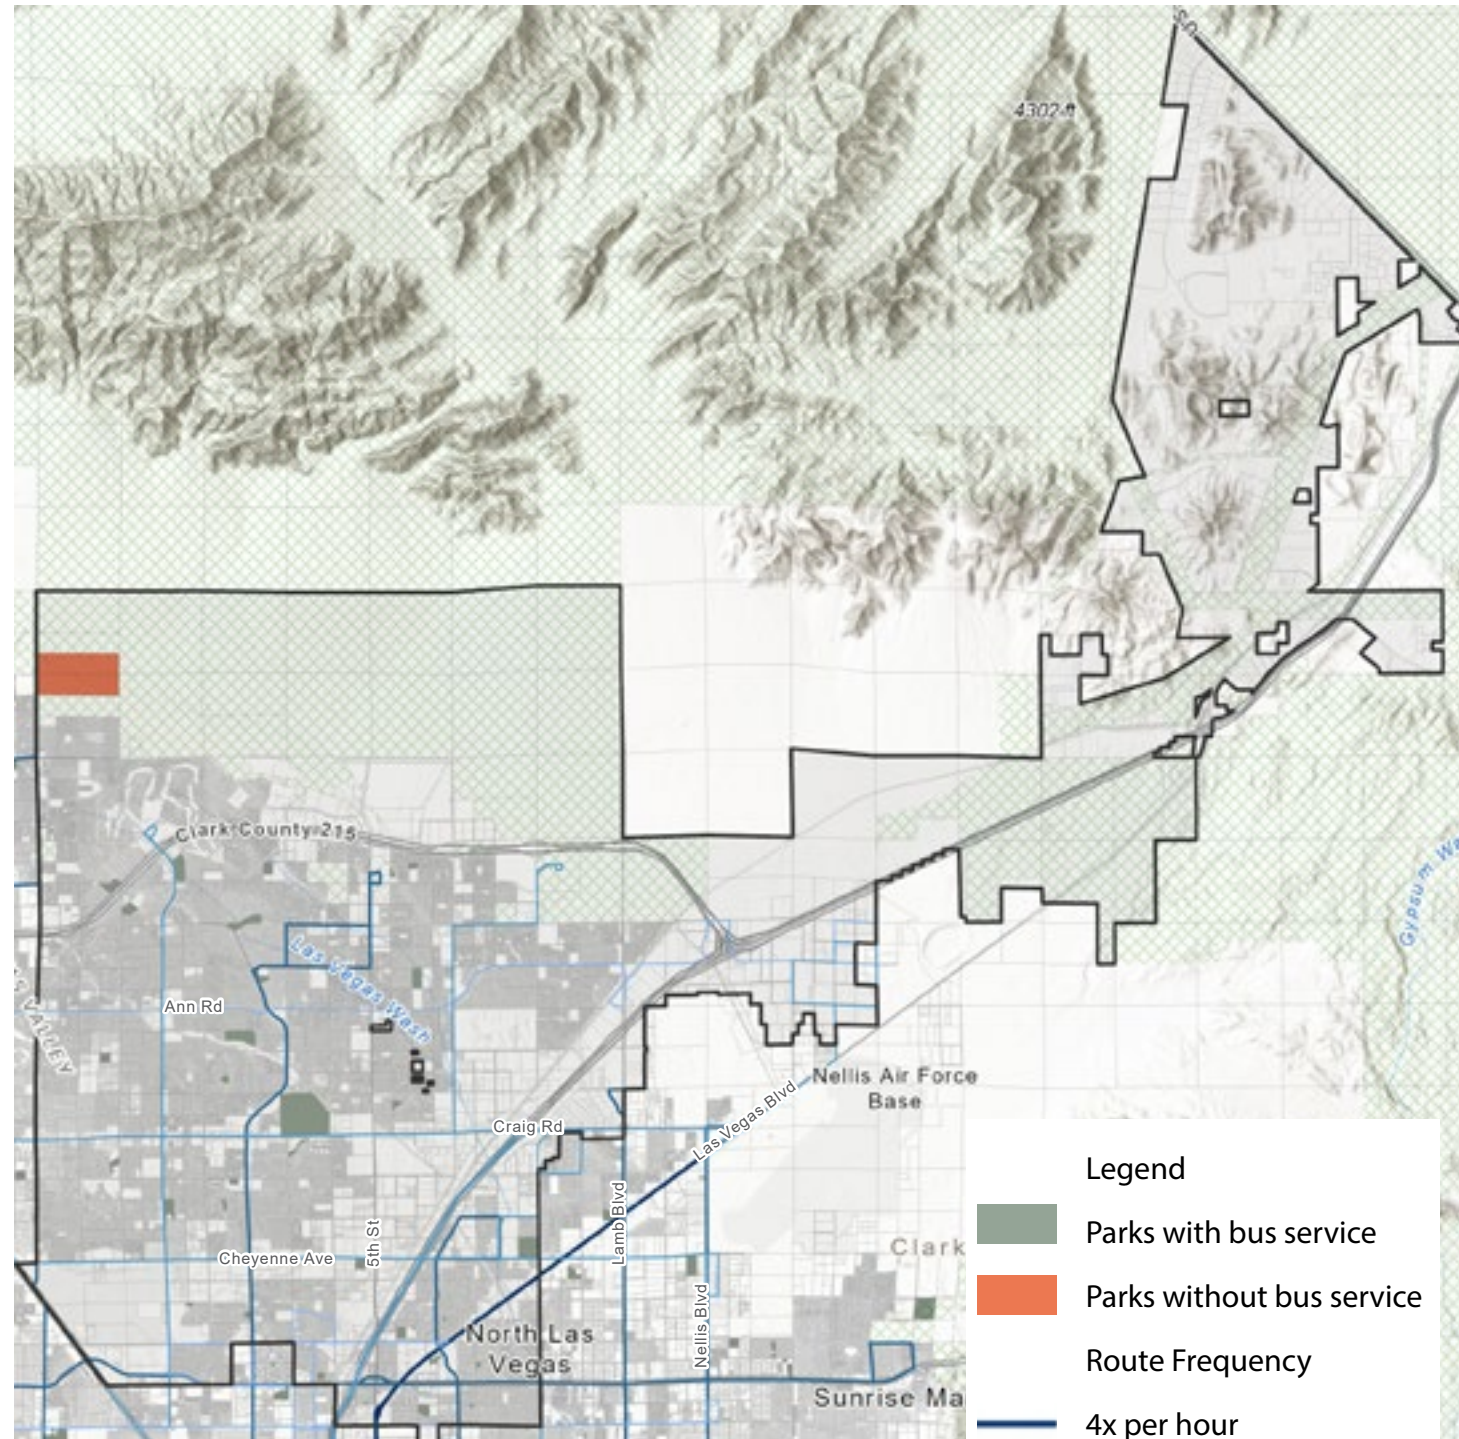 US
4302 ft
Clark County 215
Las Vegas Wash
Gypsum Wa
Ann Rd
S VALLEY
Nellis Air Force
Base
Las Vegas Blvd
Craig Rd
Lamb Blvd
5th St
Cheyenne Ave
Nellis Blvd
Clark
North Las
Vegas
Sunrise Ma
Legend
Parks with bus service
Parks without bus service
Route Frequency
4x per hour